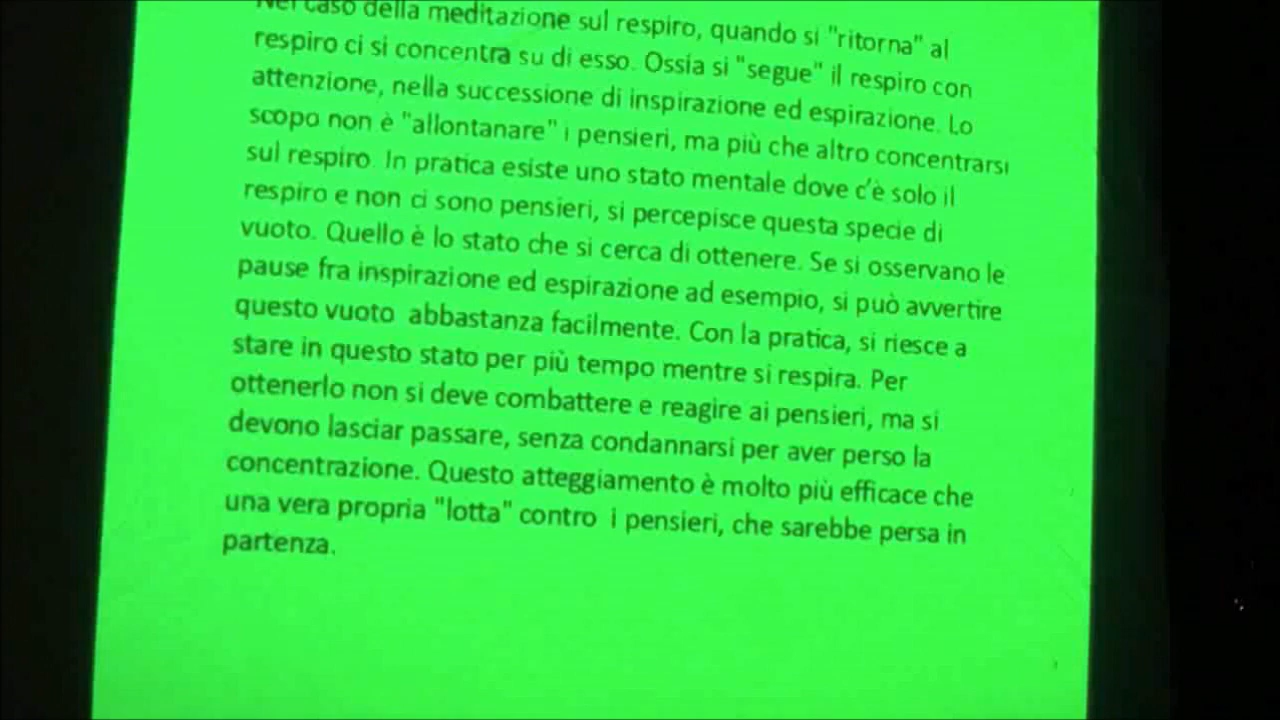 Nel caso della meditazione sul respiro, quando si "ritorna" al
respiro ci si concentra su di esso. Ossia si "segue" il respiro con
attenzione, nella successione di inspirazione ed espirazione. Lo
scopo non è "allontanare" i pensieri, ma più che altro concentrarsi
sul respiro. In pratica esiste uno stato mentale dove c'è solo il
respiro e non ci sono pensieri, si percepisce questa specie di
vuoto. Quello è lo stato che si cerca di ottenere. Se si osservano le
pause fra inspirazione ed espirazione ad esempio, si può avvertire
questo vuoto  abbastanza facilmente. Con la pratica, si riesce a
stare in questo stato per più tempo mentre si respira. Per
ottenerlo non si deve combattere e reagire ai pensieri, ma si
devono lasciar passare, senza condannarsi per aver perso la
concentrazione. Questo atteggiamento è molto più efficace che
una vera propria "lotta" contro  i pensieri, che sarebbe persa in
partenza.